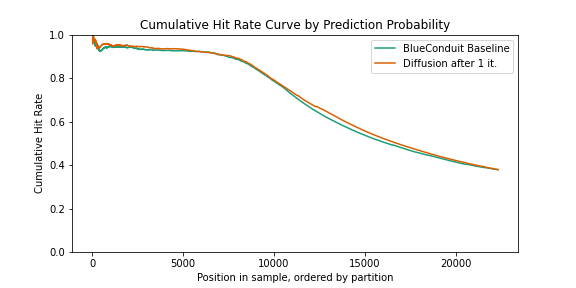 Cumulative Hit Rate Curve by Prediction Probability
BlueConduit Baseline
Diffusion after 1 it.
Cumulative Hit Rate
1.0
0.8
0.6
0.4
0.2
0.0
0
5000
10000
15000
20000
Position in sample, ordered by partition